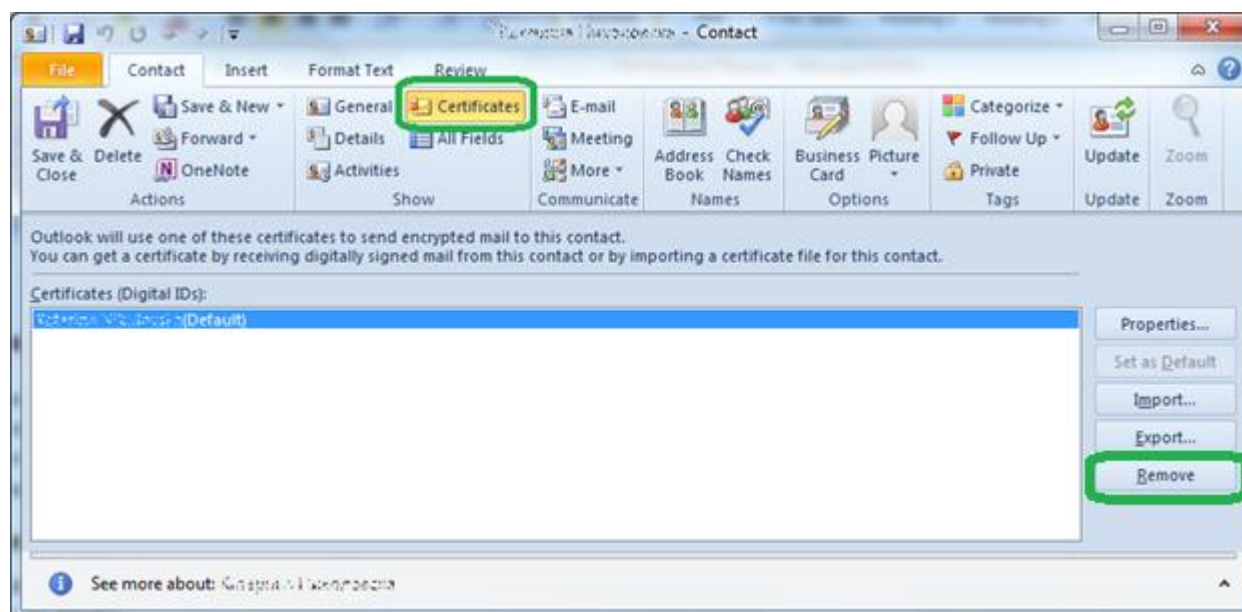 - Contact
File Contact Insert Format Text Review
Save & Close
Delete
Save & New
Forward
OneNote
Actions
General
Details
Activities
Certificates
All Fields
Show
E-mail
Meeting
More
Communicate
Address Book
Check Names
Names
Business Card
Picture
Options
Categorize
Follow Up
Private
Tags
Update
Update
Zoom
Zoom
Outlook will use one of these certificates to send encrypted mail to this contact.
You can get a certificate by receiving digitally signed mail from this contact or by importing a certificate file for this contact.
Certificates (Digital IDs):
(Default)
Properties...
Set as Default
Import...
Export...
Remove
See more about: